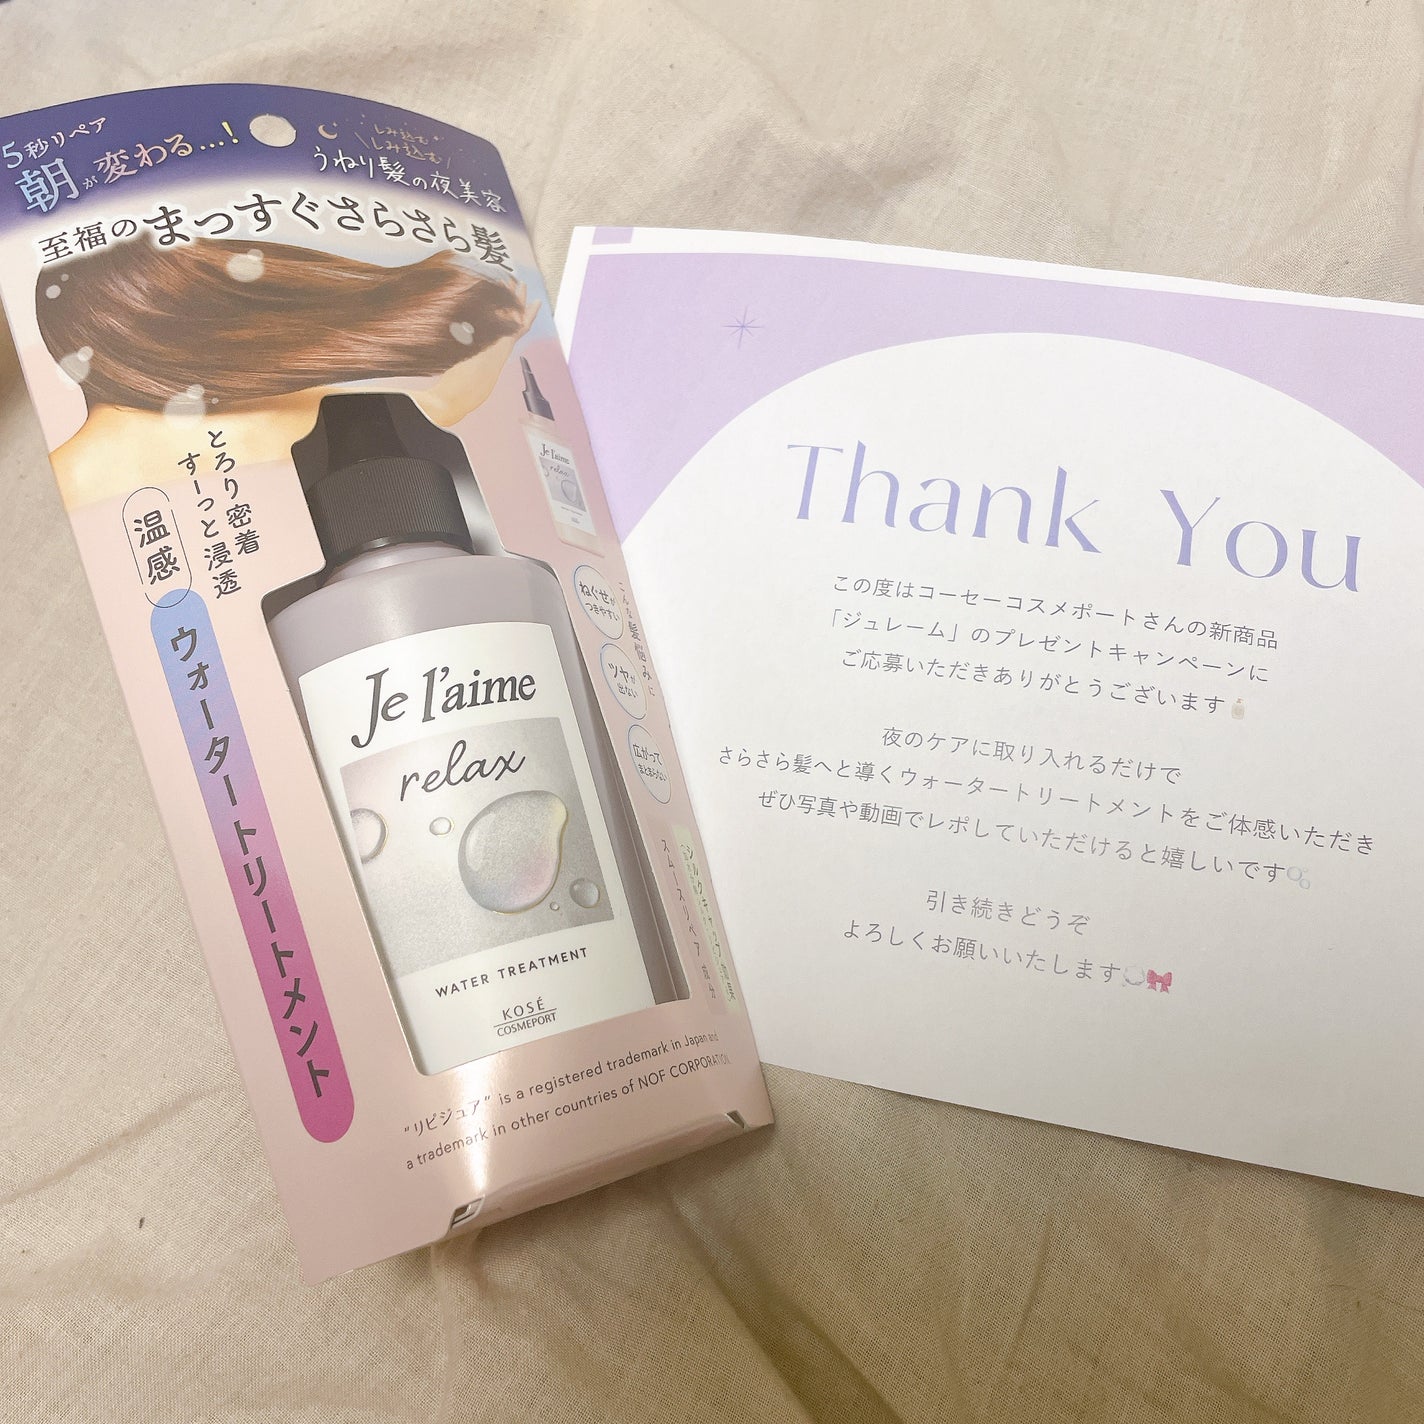 5秒リペア
朝が変わる…!
しみ込む
しみ込む
うねり髪の夜美容
至福のまっすぐさらさら髪
とろり密着
すーっと浸透
温感
ウォータートリートメント
Je l'aime
relax
WATER TREATMENT
KOSÉ
COSMEPORT
Je l'aime
relax
こんな髪悩みに
ねぐせが
つきやすい
ツヤが
出ない
広がって
まとまらない
シルクキャップ効果
スムースリペア成分
"リピジュア" is a registered trademark in Japan and
a trademark in other countries of NOF CORPORATION.
Thank You
この度はコーセーコスメポートさんの新商品
「ジュレーム」のプレゼントキャンペーンに
ご応募いただきありがとうございます🧴
夜のケアに取り入れるだけで
さらさら髪へと導くウォータートリートメントをご体感いただき
ぜひ写真や動画でレポしていただけると嬉しいです🫧
引き続きどうぞ
よろしくお願いいたします🎀